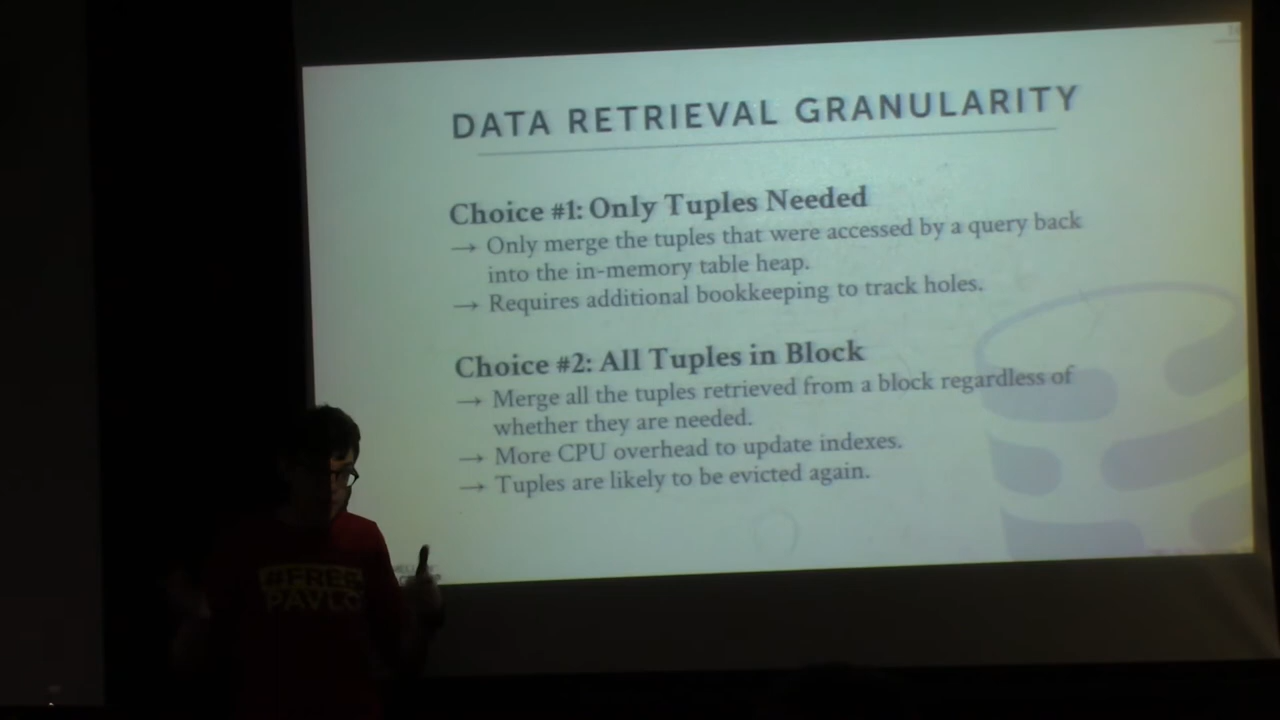 DATA RETRIEVAL GRANULARITY
Choice #1: Only Tuples Needed
→ Only merge the tuples that were accessed by a query back
into the in-memory table heap.
→ Requires additional bookkeeping to track holes.
Choice #2: All Tuples in Block
→ Merge all the tuples retrieved from a block regardless of
whether they are needed.
→ More CPU overhead to update indexes.
→ Tuples are likely to be evicted again.
#FREE
PAVLO